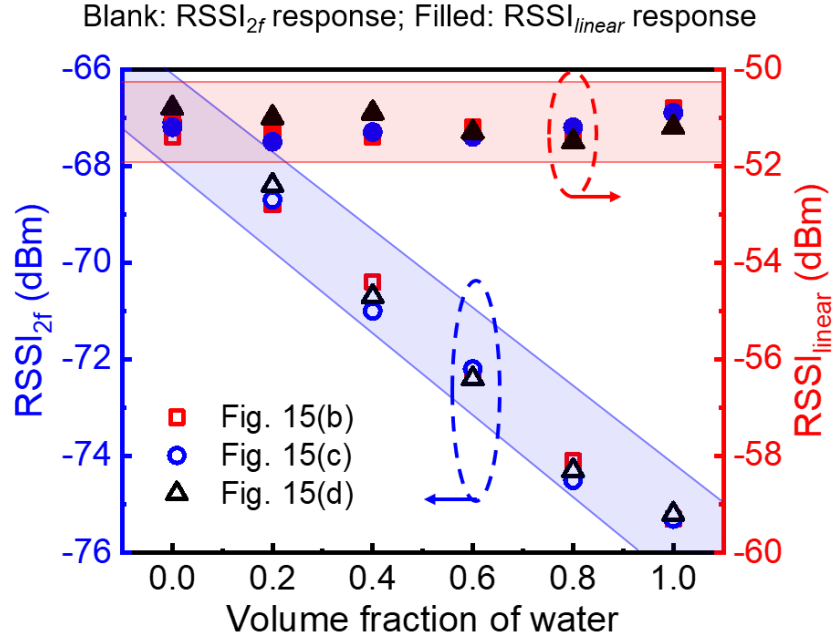 Blank: RSSI2f response; Filled: RSSIlinear response
-66
-68
-70
-72
-74
-76
RSSI2f (dBm)
-50
-52
-54
-56
-58
-60
RSSIlinear (dBm)
Fig. 15(b)
Fig. 15(c)
Fig. 15(d)
0.0 0.2 0.4 0.6 0.8 1.0
Volume fraction of water